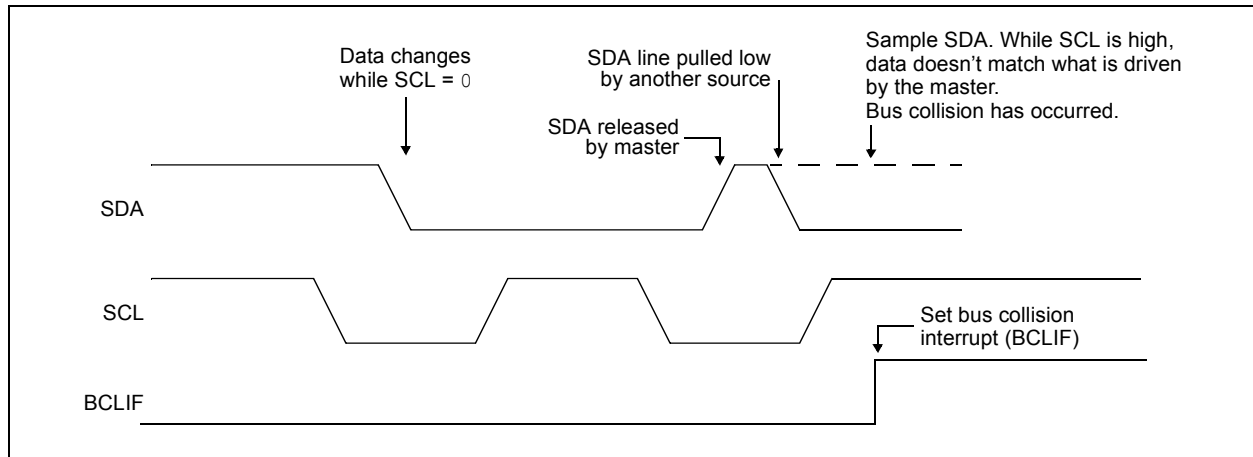 Data changes
while SCL = 0
SDA line pulled low
by another source
SDA released
by master
Sample SDA. While SCL is high,
data doesn’t match what is driven
by the master.
Bus collision has occurred.
SDA
SCL
Set bus collision
interrupt (BCLIF)
BCLIF